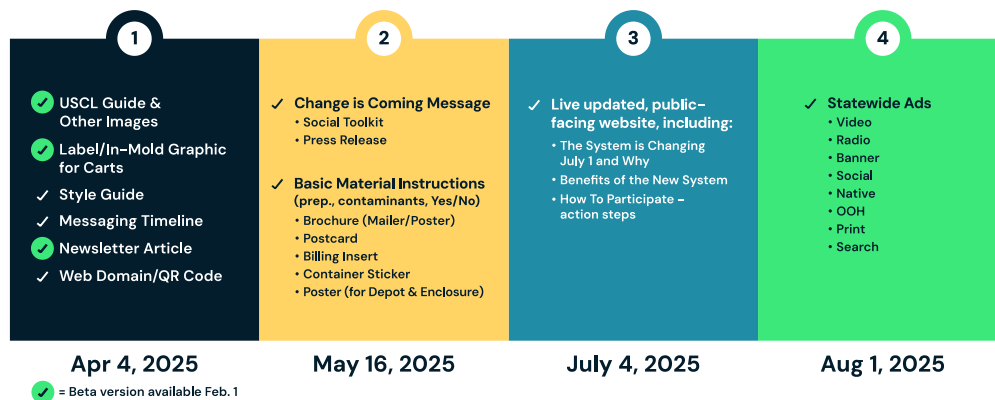 1
USCL Guide &
Other Images
Label/In-Mold Graphic
for Carts
Style Guide
Messaging Timeline
Newsletter Article
Web Domain/QR Code
Apr 4, 2025
= Beta version available Feb. 1
2
Change is Coming Message
• Social Toolkit
• Press Release
Basic Material Instructions
(prep., contaminants, Yes/No)
• Brochure (Mailer/Poster)
• Postcard
• Billing Insert
• Container Sticker
• Poster (for Depot & Enclosure)
May 16, 2025
3
Live updated, public-
facing website, including:
• The System is Changing
July 1 and Why
• Benefits of the New System
• How To Participate –
action steps
July 4, 2025
4
Statewide Ads
• Video
• Radio
• Banner
• Social
• Native
• OOH
• Print
• Search
Aug 1, 2025